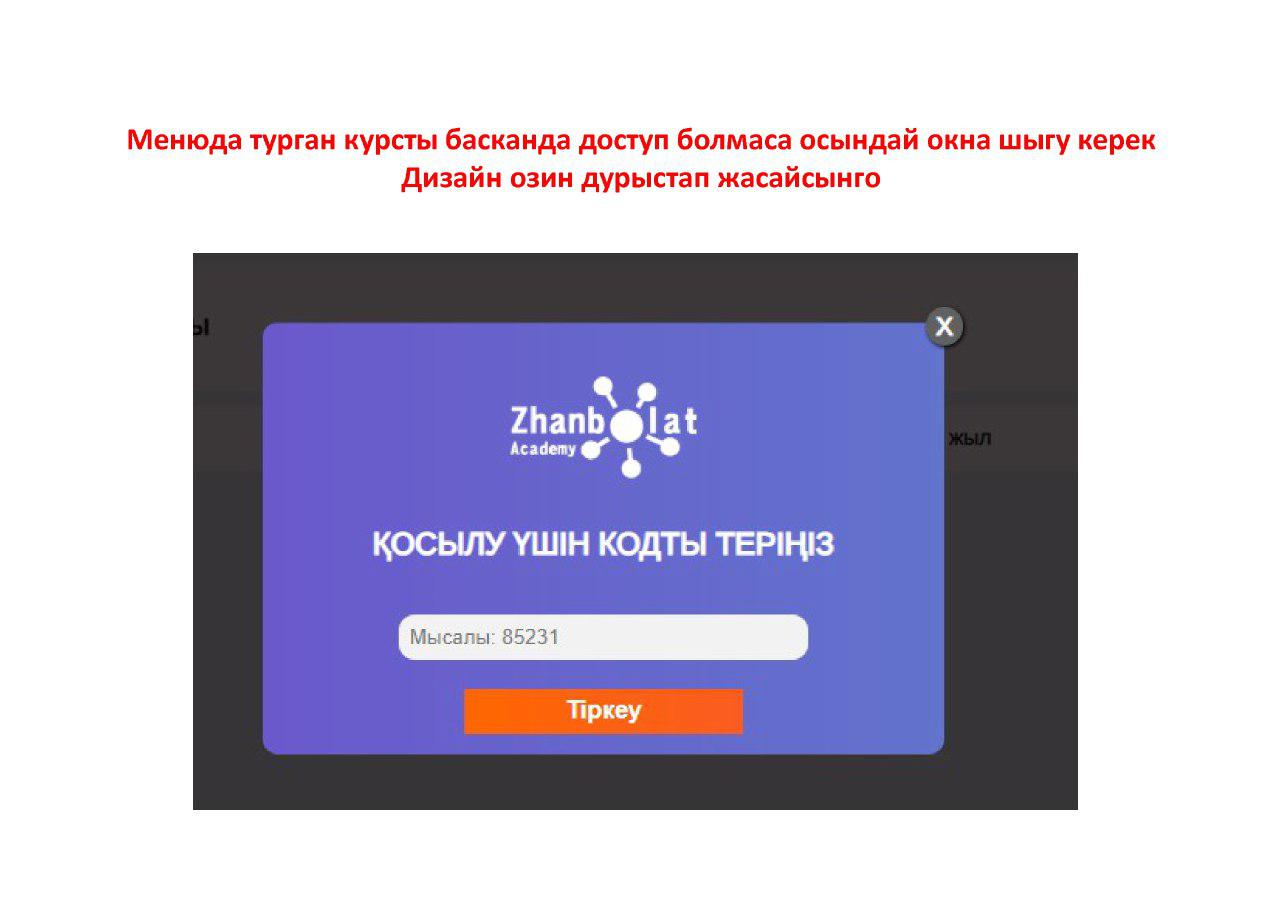 Менюда турган курсты басканда доступ болмаса осындай окна шыгу керек
Дизайн озин дурыстап жасайсынго
ы
X
Zhanbolat
Academy
жыл
ҚОСЫЛУ ҮШІН КОДТЫ ТЕРІҢІЗ
Мысалы: 85231
Тіркеу